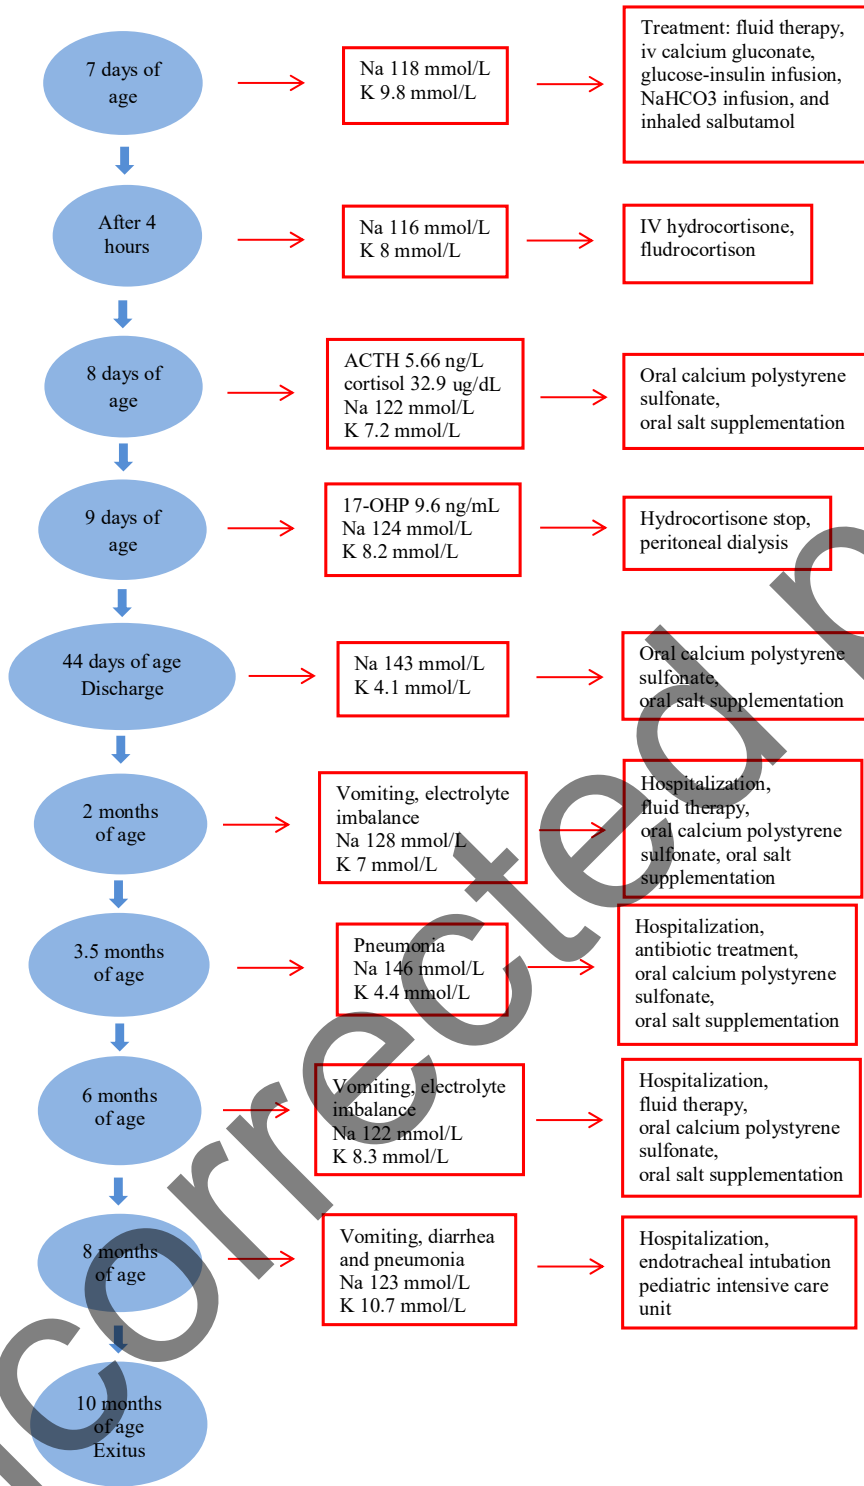 7 days of
age
Na 118 mmol/L
K 9.8 mmol/L
Treatment: fluid therapy,
iv calcium gluconate,
glucose-insulin infusion,
NaHCO3 infusion, and
inhaled salbutamol
After 4
hours
Na 116 mmol/L
K 8 mmol/L
IV hydrocortisone,
fludrocortison
8 days of
age
ACTH 5.66 ng/L
cortisol 32.9 ug/dL
Na 122 mmol/L
K 7.2 mmol/L
Oral calcium polystyrene
sulfonate,
oral salt supplementation
9 days of
age
17-OHP 9.6 ng/mL
Na 124 mmol/L
K 8.2 mmol/L
Hydrocortisone stop,
peritoneal dialysis
44 days of age
Discharge
Na 143 mmol/L
K 4.1 mmol/L
Oral calcium polystyrene
sulfonate,
oral salt supplementation
2 months
of age
Vomiting, electrolyte
imbalance
Na 128 mmol/L
K 7 mmol/L
Hospitalization,
fluid therapy,
oral calcium polystyrene
sulfonate, oral salt
supplementation
3.5 months
of age
Pneumonia
Na 146 mmol/L
K 4.4 mmol/L
Hospitalization,
antibiotic treatment,
oral calcium polystyrene
sulfonate,
oral salt supplementation
6 months
of age
Vomiting, electrolyte
imbalance
Na 122 mmol/L
K 8.3 mmol/L
Hospitalization,
fluid therapy,
oral calcium polystyrene
sulfonate,
oral salt supplementation
8 months
of age
Vomiting, diarrhea
and pneumonia
Na 123 mmol/L
K 10.7 mmol/L
Hospitalization,
endotracheal intubation
pediatric intensive care
unit
10 months
of age
Exitus
corrected